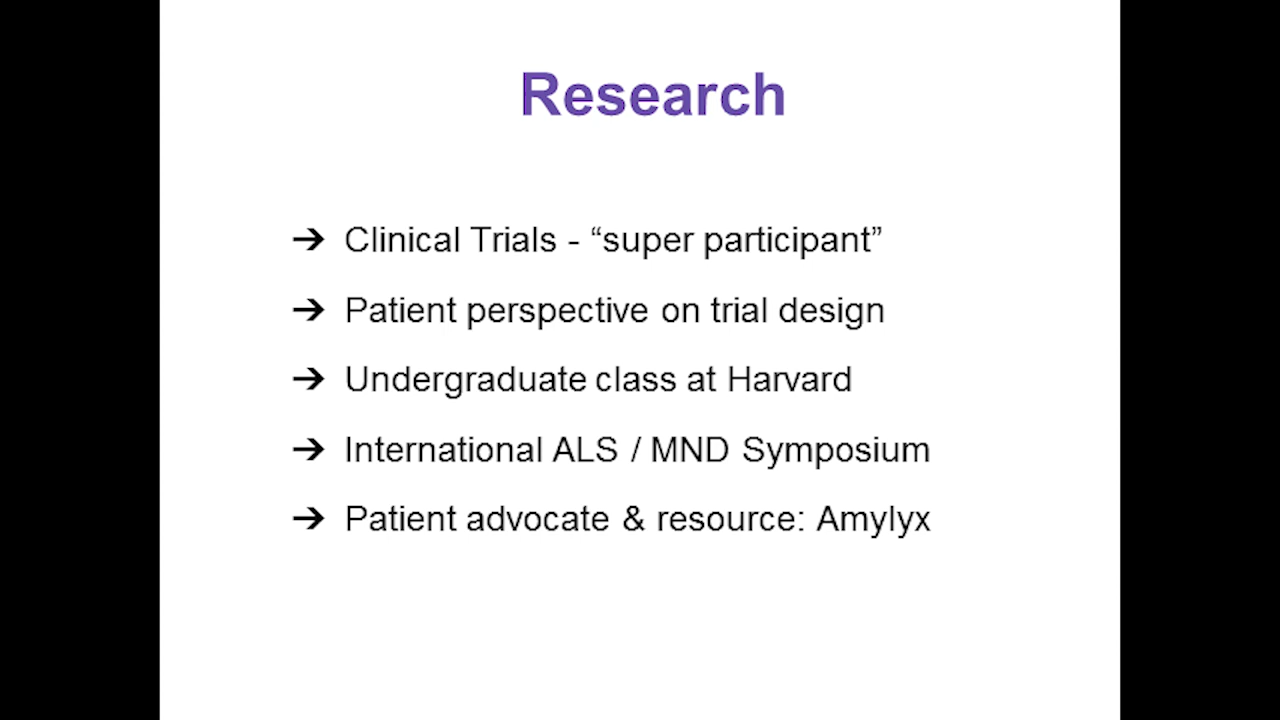 Research
➔ Clinical Trials - “super participant”
➔ Patient perspective on trial design
➔ Undergraduate class at Harvard
➔ International ALS / MND Symposium
➔ Patient advocate & resource: Amylyx